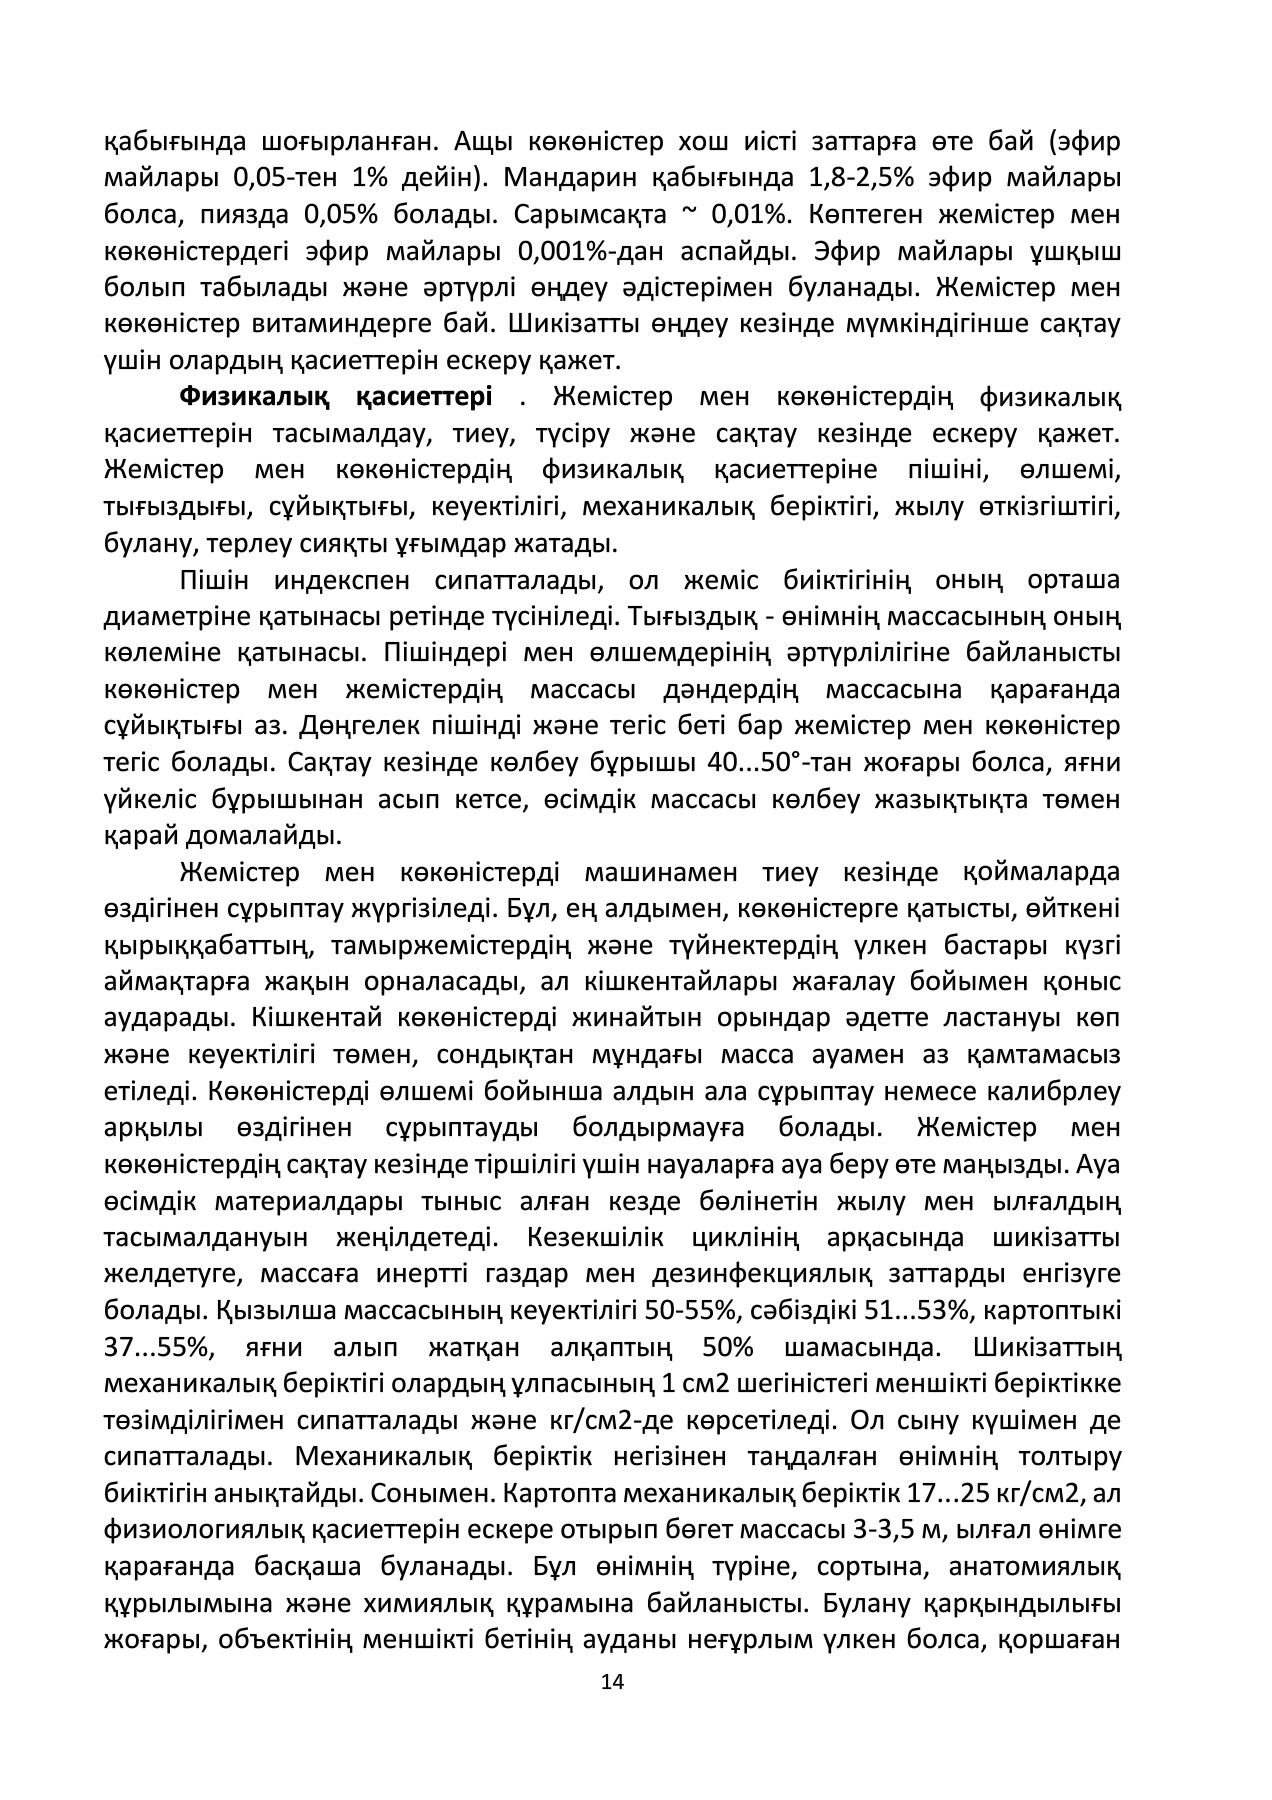 қабығында шоғырланған. Ащы көкөністер хош иісті заттарға өте бай (эфир
майлары 0,05-тен 1% дейін). Мандарин қабығында 1,8-2,5% эфир майлары
болса, пиязда 0,05% болады. Сарымсақта ~ 0,01%. Көптеген жемістер мен
көкөністердегі эфир майлары 0,001%-дан аспайды. Эфир майлары ұшқыш
болып табылады және әртүрлі өңдеу әдістерімен буланады. Жемістер мен
көкөністер витаминдерге бай. Шикізатты өңдеу кезінде мүмкіндігінше сақтау
үшін олардың қасиеттерін ескеру қажет.
Физикалық қасиеттері . Жемістер мен көкөністердің физикалық
қасиеттерін тасымалдау, тиеу, түсіру және сақтау кезінде ескеру қажет.
Жемістер мен көкөністердің физикалық қасиеттеріне пішіні, өлшемі,
тығыздығы, сұйықтығы, кеуектілігі, механикалық беріктігі, жылу өткізгіштігі,
булану, терлеу сияқты ұғымдар жатады.
Пішін индекспен сипатталады, ол жеміс биіктігінің оның орташа
диаметріне қатынасы ретінде түсініледі. Тығыздық - өнімнің массасының оның
көлеміне қатынасы. Пішіндері мен өлшемдерінің әртүрлілігіне байланысты
көкөністер мен жемістердің массасы дәндердің массасына қарағанда
сұйықтығы аз. Дөңгелек пішінді және тегіс беті бар жемістер мен көкөністер
тегіс болады. Сақтау кезінде көлбеу бұрышы 40...50°-тан жоғары болса, яғни
үйкеліс бұрышынан асып кетсе, өсімдік массасы көлбеу жазықтықта төмен
қарай домалайды.
Жемістер мен көкөністерді машинамен тиеу кезінде қоймаларда
өздігінен сұрыптау жүргізіледі. Бұл, ең алдымен, көкөністерге қатысты, өйткені
қырыққабаттың, тамыржемістердің және түйнектердің үлкен бастары күзгі
аймақтарға жақын орналасады, ал кішкентайлары жағалау бойымен қоныс
аударады. Кішкентай көкөністерді жинайтын орындар әдетте ластануы көп
және кеуектілігі төмен, сондықтан мұндағы масса ауамен аз қамтамасыз
етіледі. Көкөністерді өлшемі бойынша алдын ала сұрыптау немесе калибрлеу
арқылы өздігінен сұрыптауды болдырмауға болады. Жемістер мен
көкөністердің сақтау кезінде тіршілігі үшін науаларға ауа беру өте маңызды. Ауа
өсімдік материалдары тыныс алған кезде бөлінетін жылу мен ылғалдың
тасымалдануын жеңілдетеді. Кезекшілік циклінің арқасында шикізатты
желдетуге, массаға инертті газдар мен дезинфекциялық заттарды енгізуге
болады. Қызылша массасының кеуектілігі 50-55%, сәбіздікі 51...53%, картоптыкі
37...55%, яғни алып жатқан алқаптың 50% шамасында. Шикізаттың
механикалық беріктігі олардың ұлпасының 1 см2 шегіністегі меншікті беріктікке
төзімділігімен сипатталады және кг/см2-де көрсетіледі. Ол сыну күшімен де
сипатталады. Механикалық беріктік негізінен таңдалған өнімнің толтыру
биіктігін анықтайды. Сонымен. Картопта механикалық беріктік 17...25 кг/см2, ал
физиологиялық қасиеттерін ескере отырып бөгет массасы 3-3,5 м, ылғал өнімге
қарағанда басқаша буланады. Бұл өнімнің түріне, сортына, анатомиялық
құрылымына және химиялық құрамына байланысты. Булану қарқындылығы
жоғары, объектінің меншікті бетінің ауданы неғұрлым үлкен болса, қоршаған
14